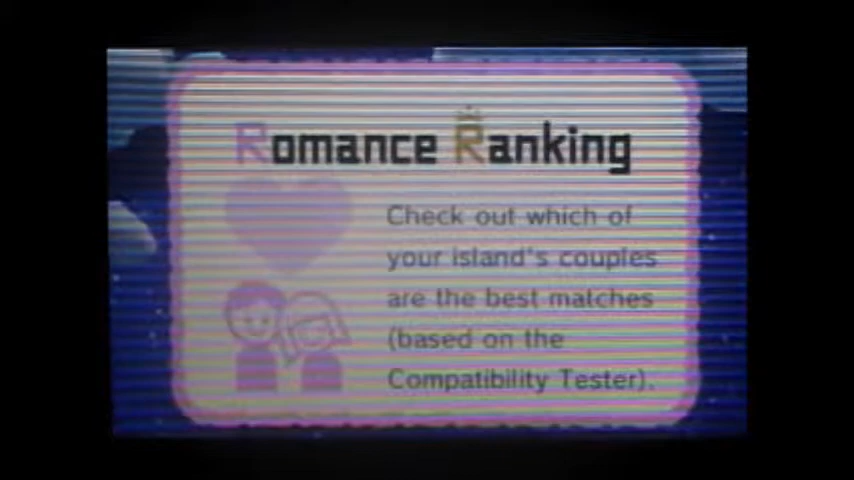 Romance Ranking
Check out which of
your island's couples
are the best matches
(based on the
Compatibility Tester).